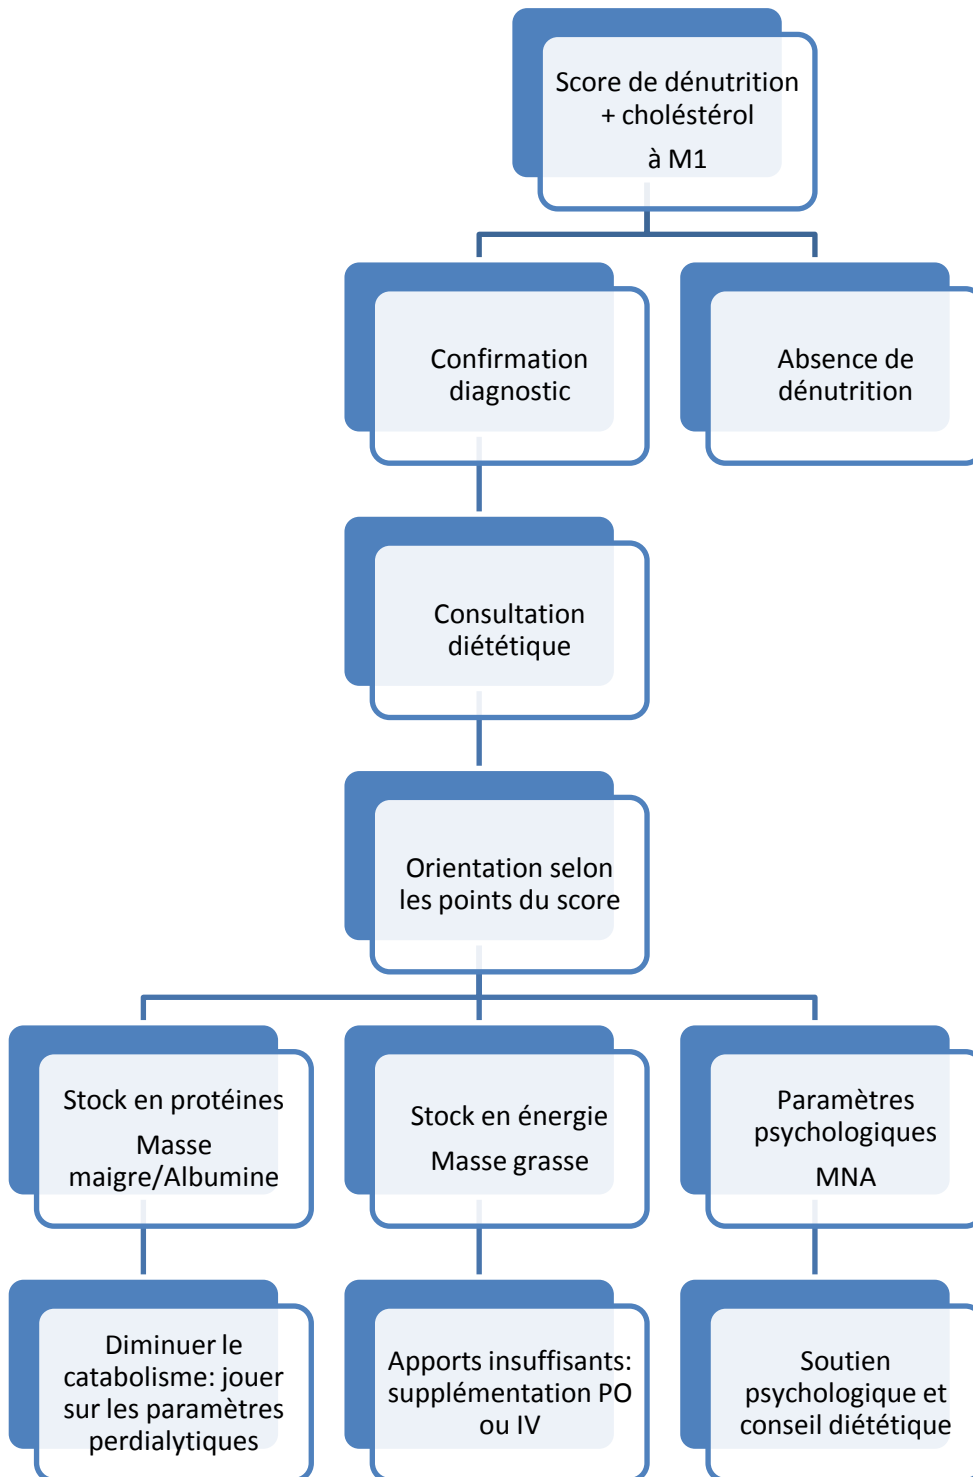 Score de dénutrition
+ choléstérol
à M1
Confirmation
diagnostic
Absence de
dénutrition
Consultation
diététique
Orientation selon
les points du score
Stock en protéines
Masse
maigre/Albumine
Stock en énergie
Masse grasse
Paramètres
psychologiques
MNA
Diminuer le
catabolisme: jouer
sur les paramètres
perdialytiques
Apports insuffisants:
supplémentation PO
ou IV
Soutien
psychologique et
conseil diététique